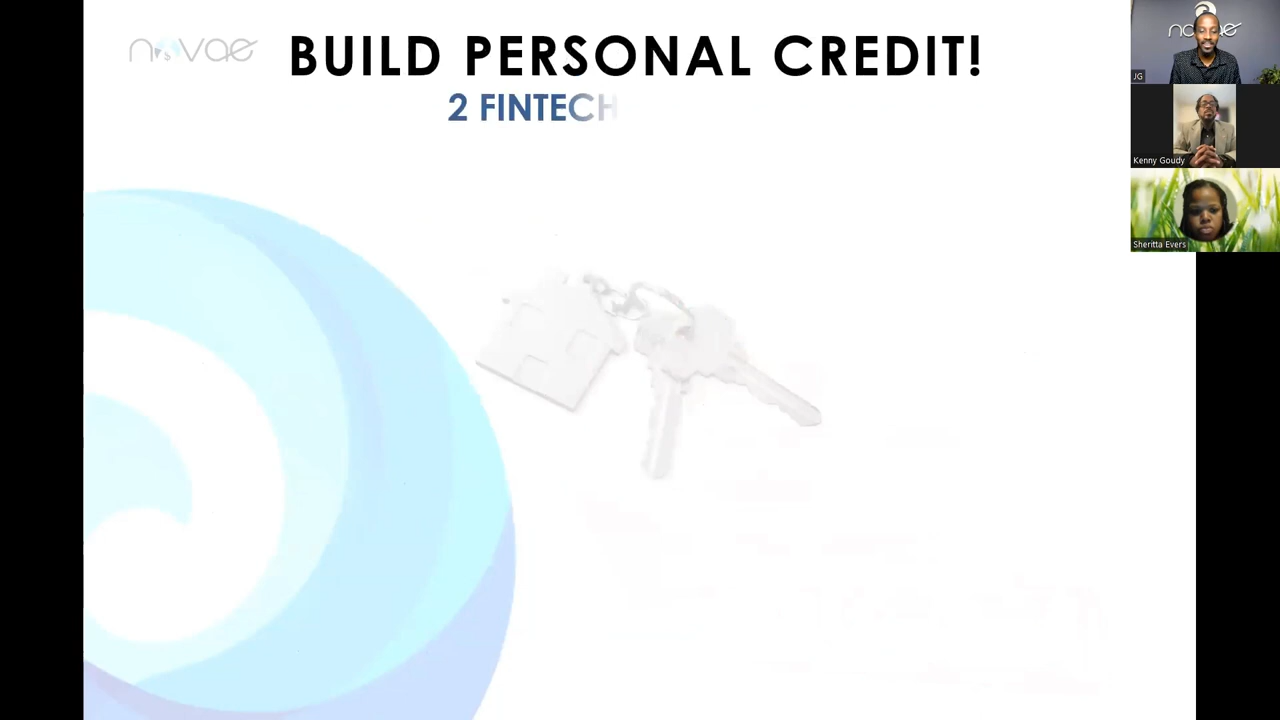 novae
BUILD PERSONAL CREDIT!
2 FINTECH
novae
JG
Kenny Goudy
Sheritta Evers